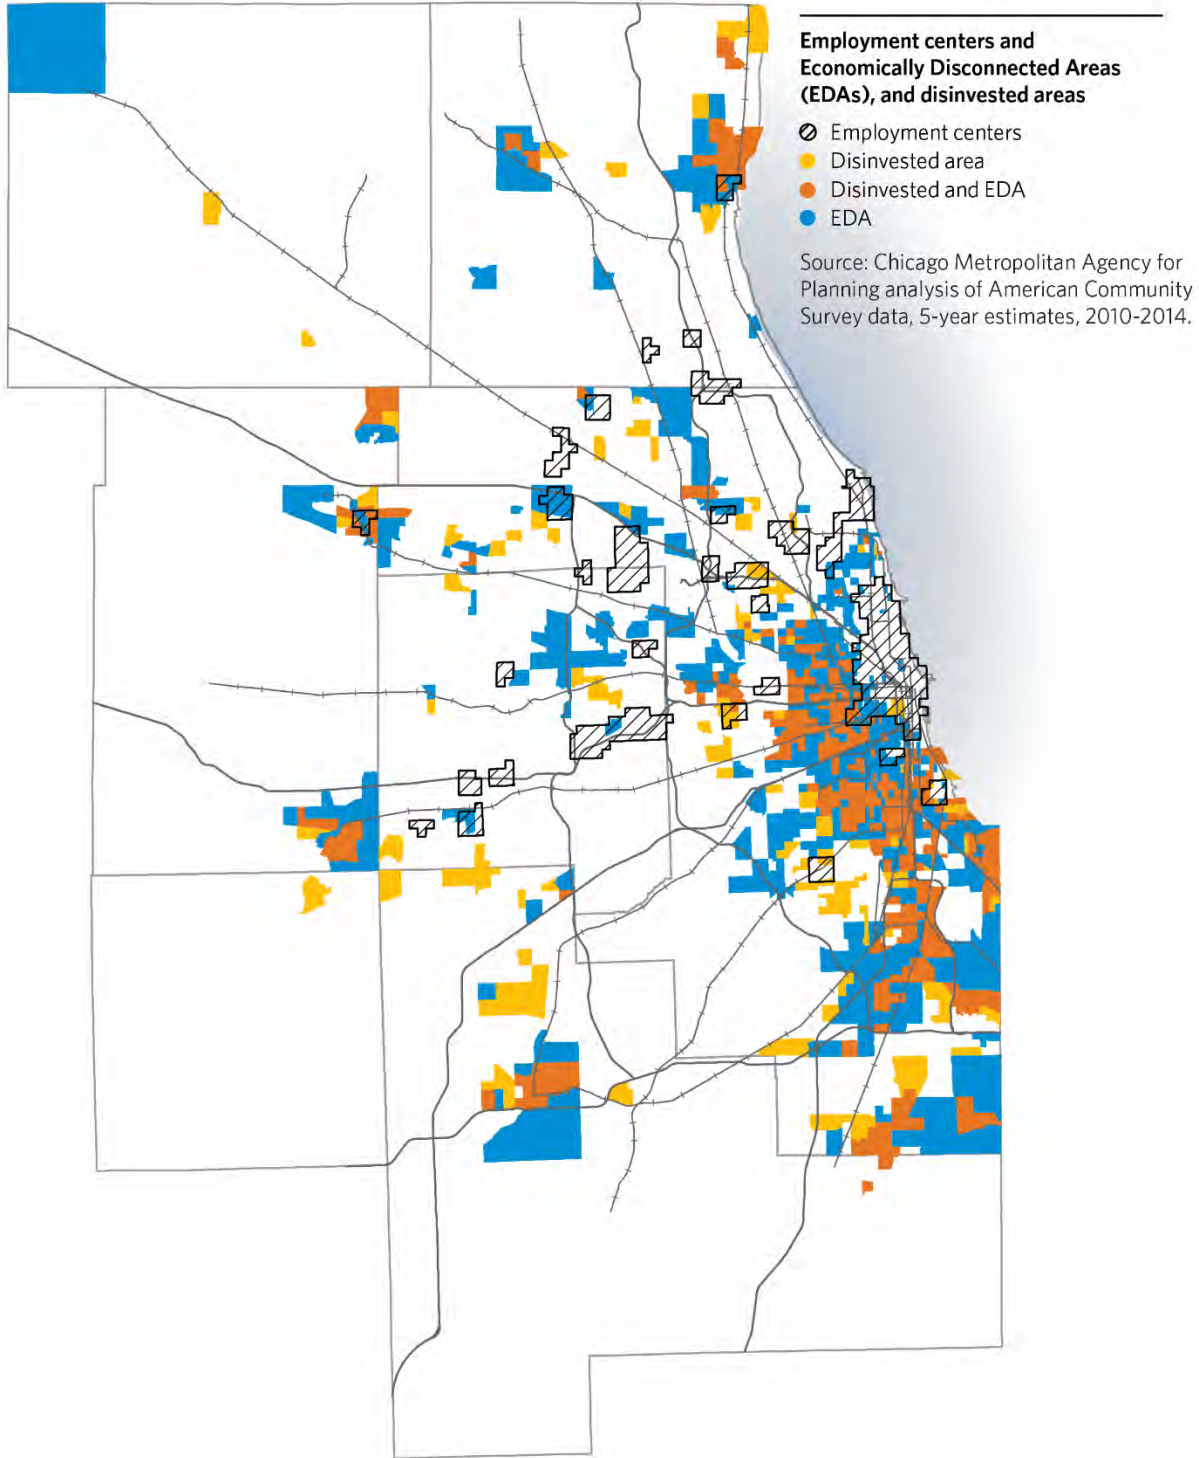 Employment centers and
Economically Disconnected Areas
(EDAs), and disinvested areas
Employment centers
Disinvested area
Disinvested and EDA
EDA
Source: Chicago Metropolitan Agency for
Planning analysis of American Community
Survey data, 5-year estimates, 2010-2014.